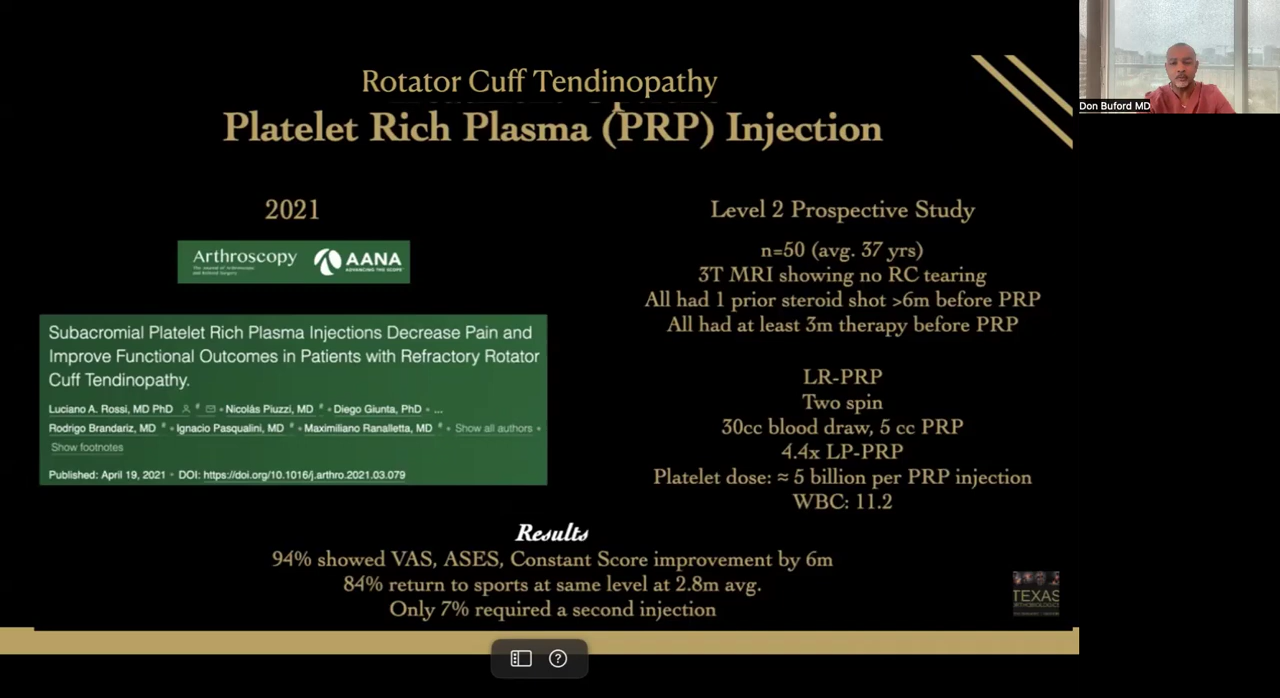 Rotator Cuff Tendinopathy
Platelet Rich Plasma (PRP) Injection
Don Buford MD
2021
Arthroscopy
AANA
ADVANCING THE SCOPE
Subacromial Platelet Rich Plasma Injections Decrease Pain and
Improve Functional Outcomes in Patients with Refractory Rotator
Cuff Tendinopathy.
Luciano A. Rossi, MD PhD • Nicolás Piuzzi, MD # • Diego Giunta, PhD • ...
Rodrigo Brandariz, MD # • Ignacio Pasqualini, MD # • Maximiliano Ranalletta, MD # • Show all authors •
Show footnotes
Published: April 19, 2021 • DOI: https://doi.org/10.1016/j.arthro.2021.03.079
Level 2 Prospective Study
n=50 (avg. 37 yrs)
3T MRI showing no RC tearing
All had 1 prior steroid shot >6m before PRP
All had at least 3m therapy before PRP
LR-PRP
Two spin
30cc blood draw, 5 cc PRP
4.4x LP-PRP
Platelet dose: ≈ 5 billion per PRP injection
WBC: 11.2
Results
94% showed VAS, ASES, Constant Score improvement by 6m
84% return to sports at same level at 2.8m avg.
Only 7% required a second injection
TEXAS